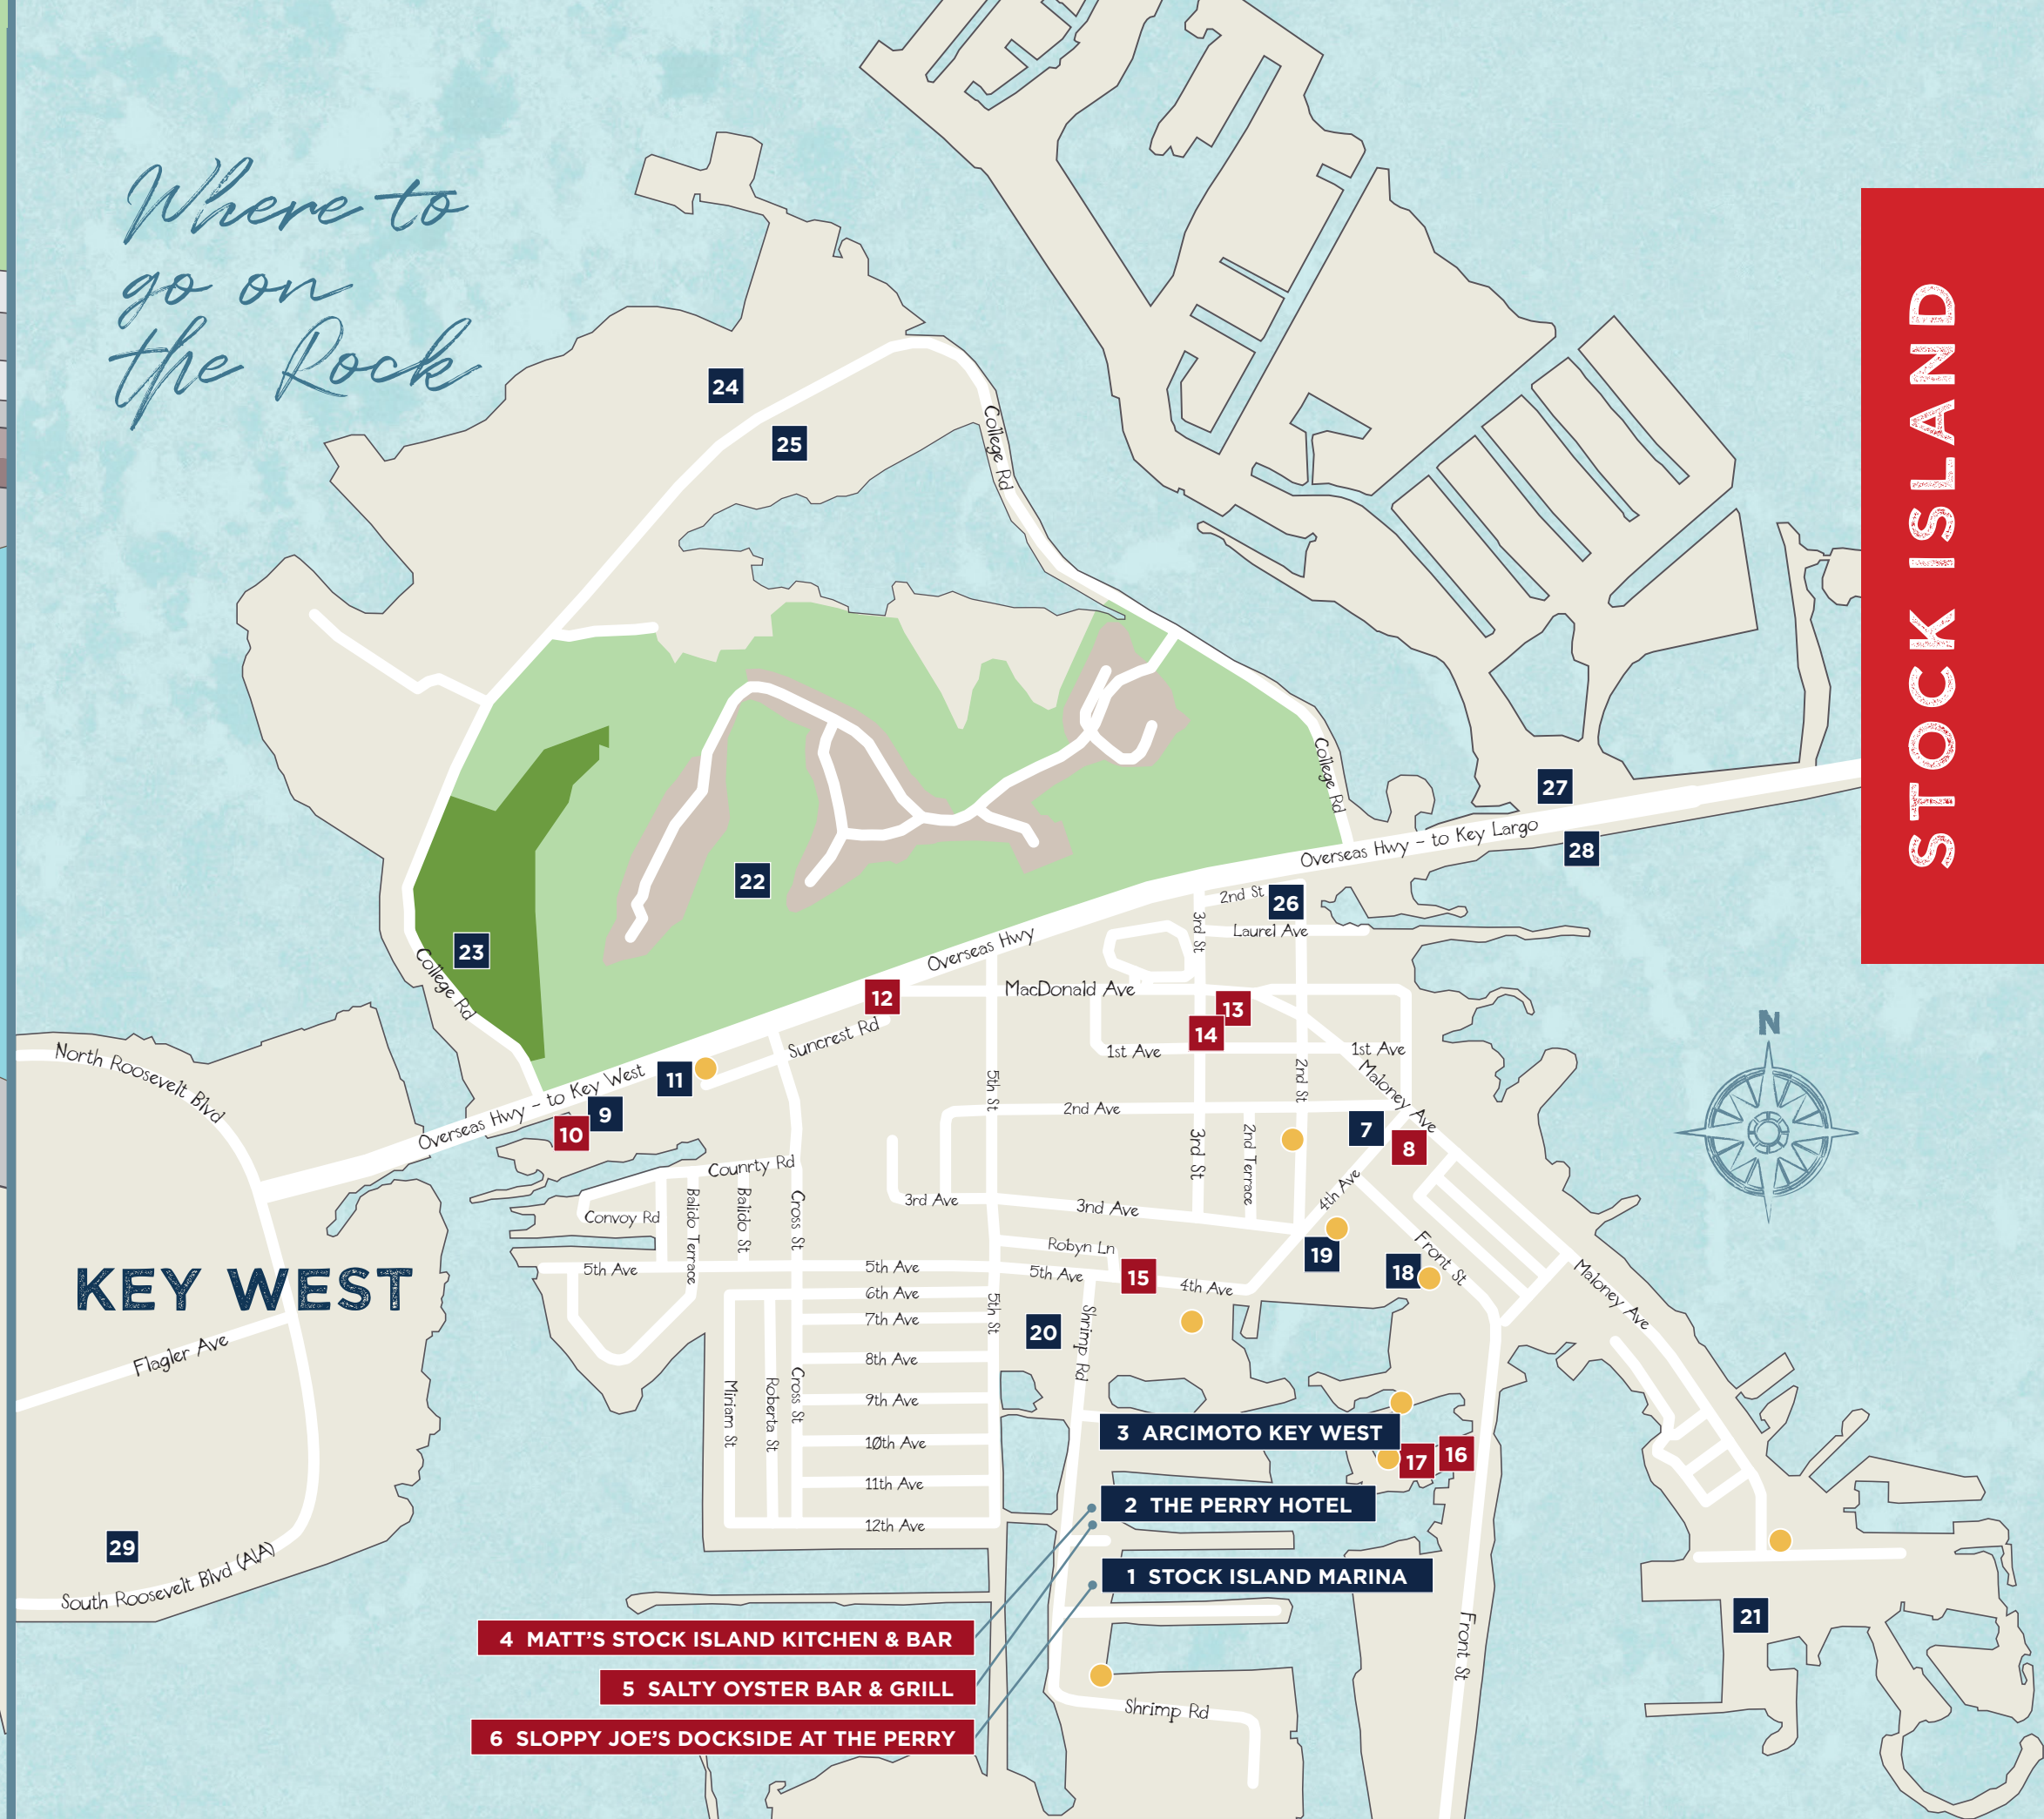 Where to
go on
the Rock
STOCK ISLAND
24
25
College Rd
College Rd
27
Overseas Hwy - to Key Largo
28
22
2nd St
26
3rd St
Laurel Ave
23
College Rd
Overseas Hwy
12
MacDonald Ave
13
14
N
Suncrest Rd
1st Ave
1st Ave
North Roosevelt Blvd
11
Overseas Hwy - to Key West
9
10
5th St
2nd St
Maloney Ave
2nd Ave
7
8
3rd St
2nd Terrace
Counrty Rd
4th Ave
Balido Terrace
Balido St
Cross St
3rd Ave
3nd Ave
Convoy Rd
Robyn Ln
19
Front St
18
KEY WEST
5th Ave
5th Ave
5th Ave
15
4th Ave
Maloney Ave
6th Ave
7th Ave
5th St
20
Shrimp Rd
Flagler Ave
8th Ave
Miriam St
Roberta St
Cross St
9th Ave
3 ARCIMOTO KEY WEST
10th Ave
17
16
11th Ave
2 THE PERRY HOTEL
12th Ave
29
South Roosevelt Blvd (A1A)
1 STOCK ISLAND MARINA
21
4 MATT'S STOCK ISLAND KITCHEN & BAR
Front St
5 SALTY OYSTER BAR & GRILL
Shrimp Rd
6 SLOPPY JOE'S DOCKSIDE AT THE PERRY